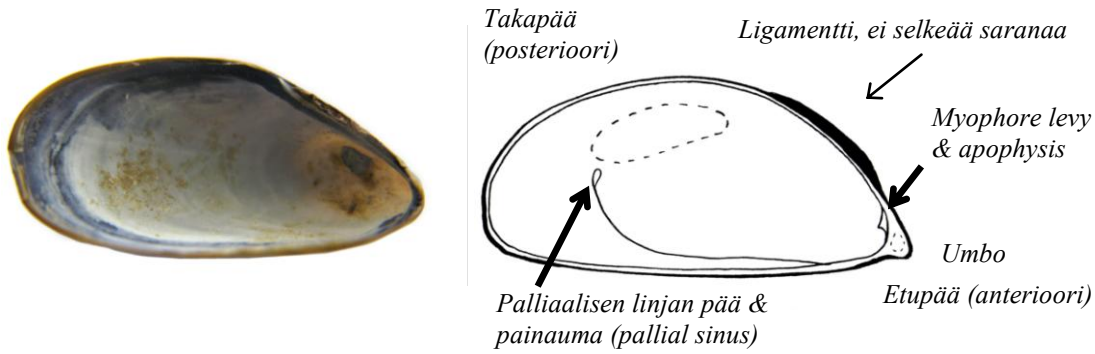 Takapää
(posterioori)
Ligamentti, ei selkeää saranaa
Myophore levy
& apophysis
Umbo
Etupää (anterioori)
Palliaalisen linjan pää &
painauma (pallial sinus)